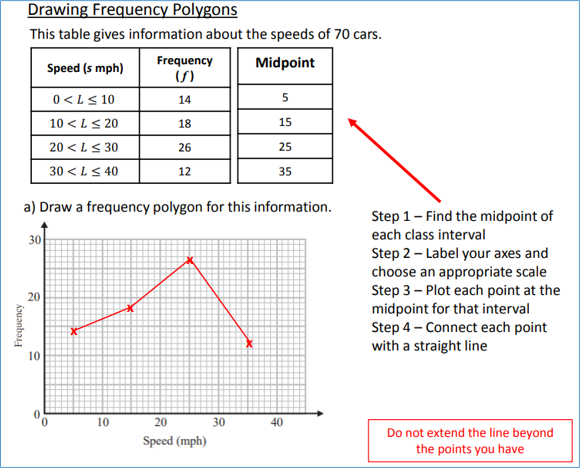 Drawing Frequency Polygons
This table gives information about the speeds of 70 cars.
Speed (s mph) Frequency (f) Midpoint
0 < L ≤ 10 14 5
10 < L ≤ 20 18 15
20 < L ≤ 30 26 25
30 < L ≤ 40 12 35
a) Draw a frequency polygon for this information.
Step 1 – Find the midpoint of
each class interval
Step 2 – Label your axes and
choose an appropriate scale
Step 3 – Plot each point at the
midpoint for that interval
Step 4 – Connect each point
with a straight line
30
20
10
0
Frequency
0 10 20 30 40
Speed (mph)
Do not extend the line beyond
the points you have